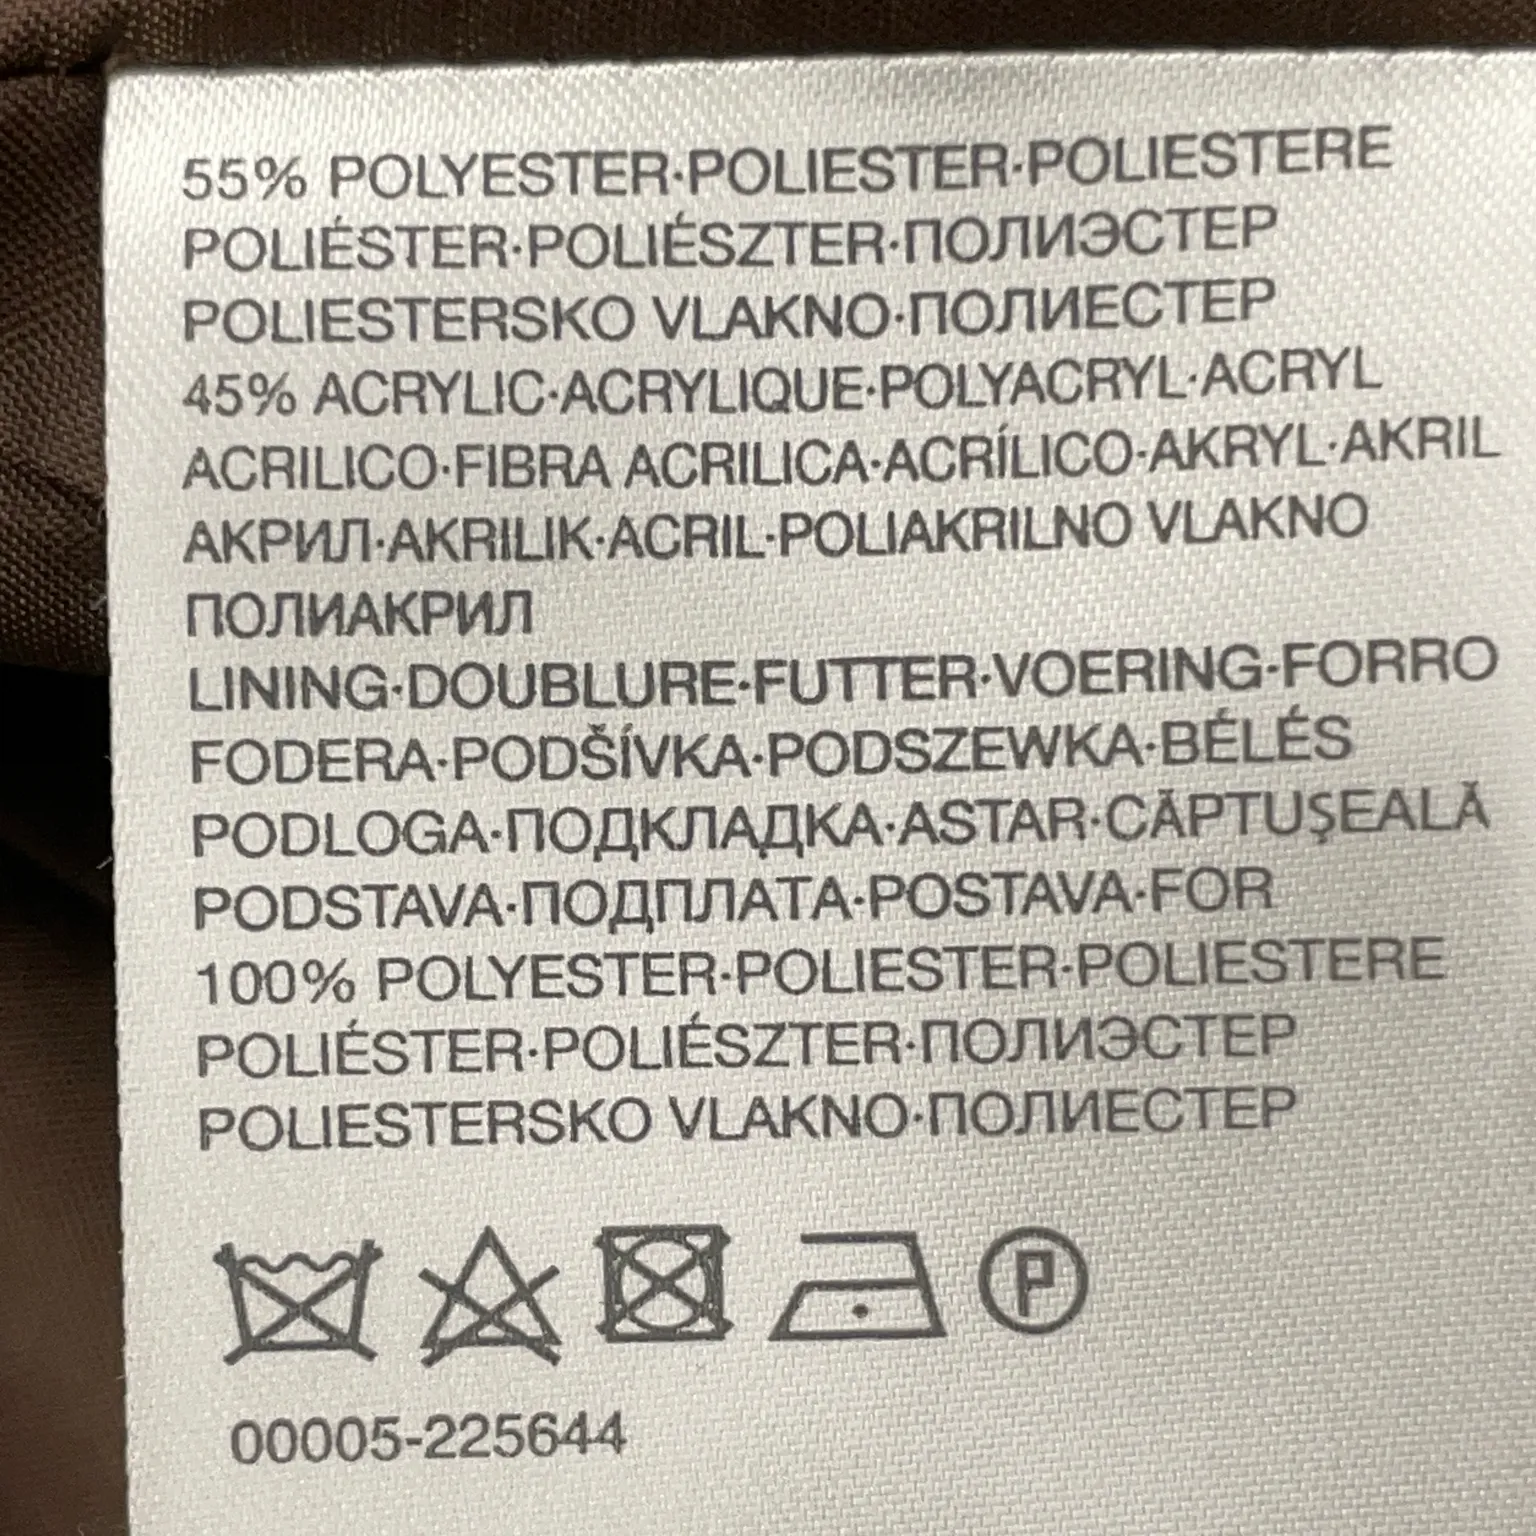 55% POLYESTER·POLIESTER·POLIESTERE
POLIÉSTER·POLIÉSZTER·ПОЛИЭСТЕР
POLIESTERSKO VLAKNO·ПОЛИЕСТЕР
45% ACRYLIC·ACRYLIQUE·POLYACRYL·ACRYL
ACRILICO·FIBRA ACRILICA·ACRÍLICO·AKRYL·AKRIL
АКРИЛ·AKRILIK·ACRIL·POLIAKRILNO VLAKNO
ПОЛИАКРИЛ
LINING·DOUBLURE·FUTTER·VOERING·FORRO
FODERA·PODŠÍVKA·PODSZEWKA·BÉLÉS
PODLOGA·ПОДКЛАДКА·ASTAR·CĂPTUŞEALĂ
PODSTAVA·ПОДПЛАТА·POSTAVA·FOR
100% POLYESTER·POLIESTER·POLIESTERE
POLIÉSTER·POLIÉSZTER·ПОЛИЭСТЕР
POLIESTERSKO VLAKNO·ПОЛИЕСТЕР
P
00005-225644